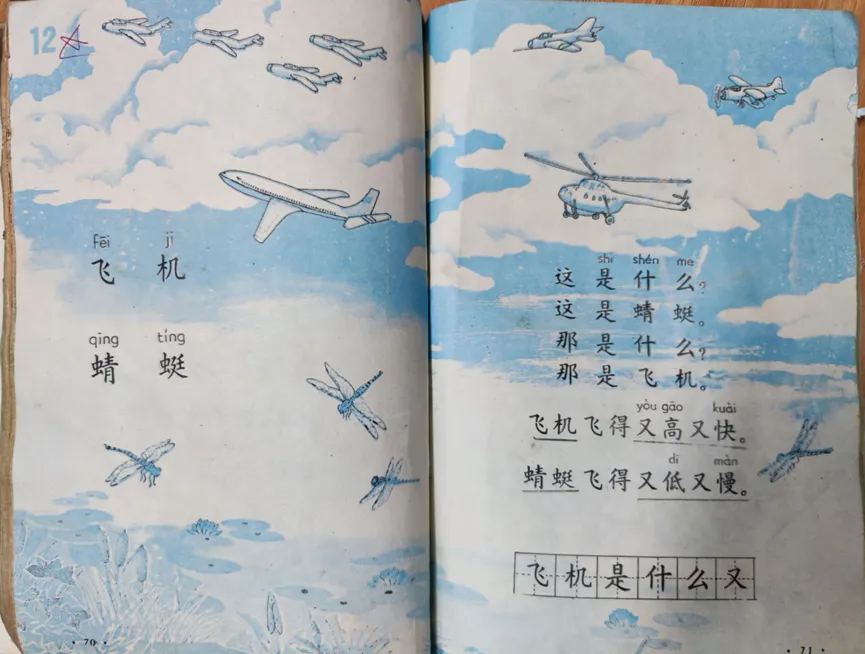 12
fēi jī
飞 机
qīng tíng
蜻 蜓
· 70 ·
shì shén me
这 是 什 么?
这 是 蜻 蜓。
那 是 什 么?
那 是 飞 机。
yòu gāo kuài
飞机飞得又高又快。
dī màn
蜻蜓飞得又低又慢。
飞 机 是 什 么 又
· 71 ·